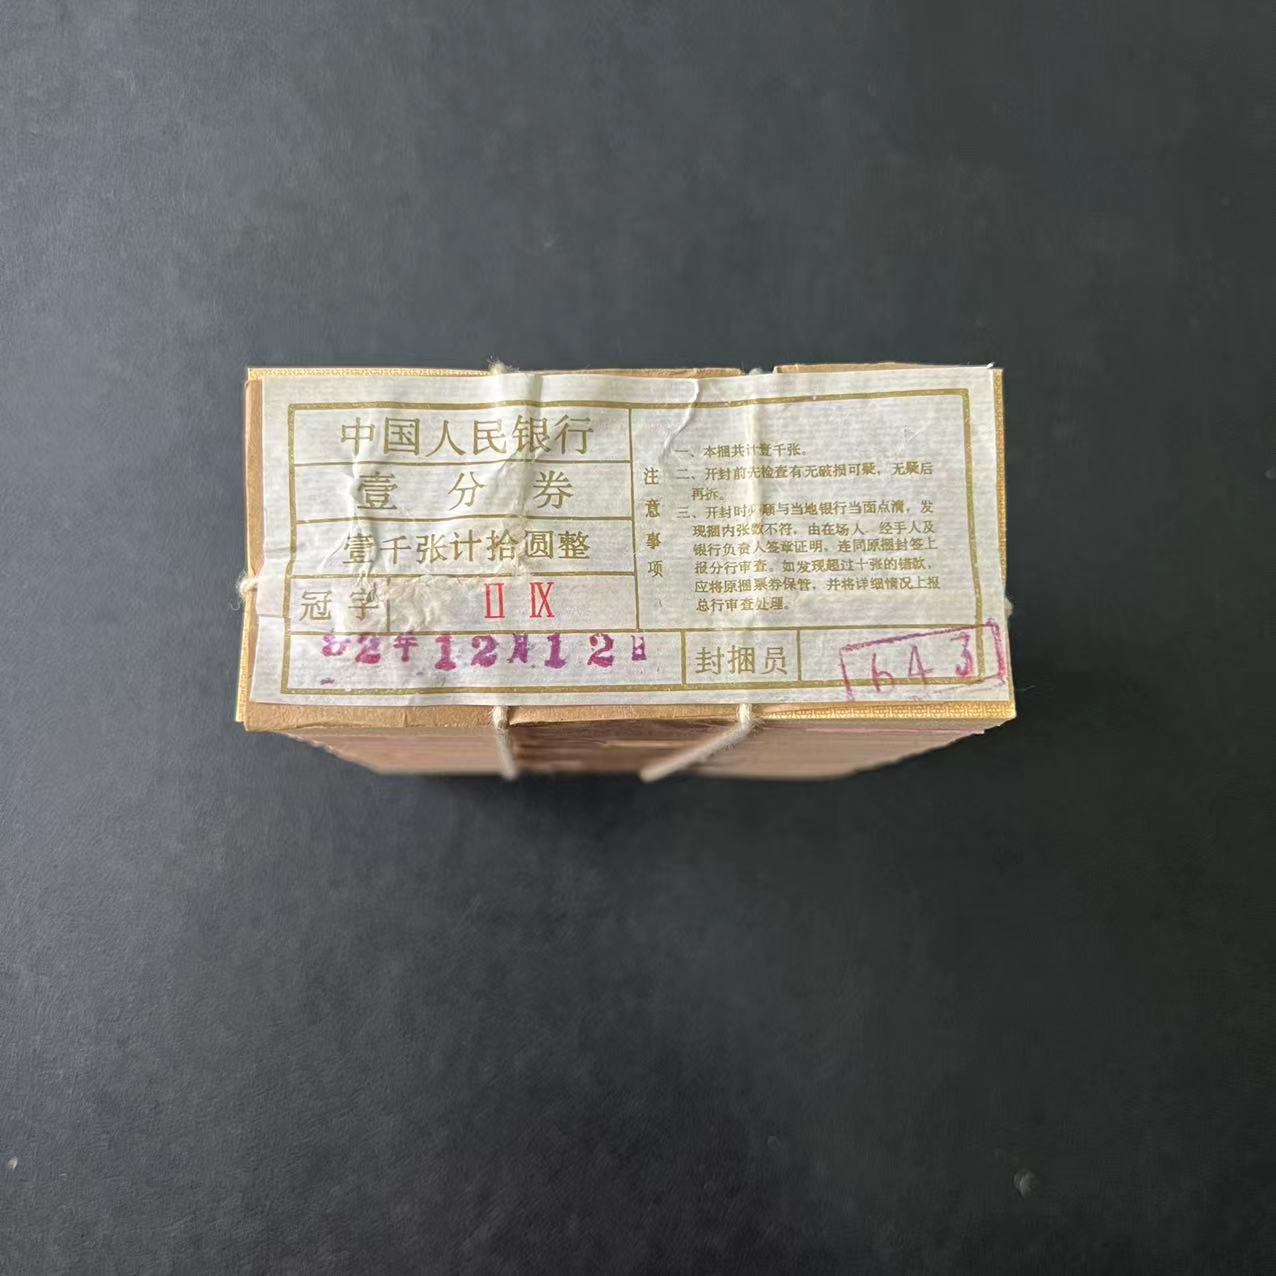 中国人民银行
壹分券
壹千张计拾圆整
冠字 Ⅱ Ⅸ
82年12月12日
注意事项
一、本捆共计壹千张。
二、开封前先检查有无破损可疑，无疑后
再拆。
三、开封时必须与当地银行当面点清，发
现捆内张数不符，由在场人、经手人及
银行负责人签章证明，连同原捆封签上
报分行审查。如发现超过十张的错款，
应将原捆票券保管，并将详细情况上报
总行审查处理。
封捆员 643